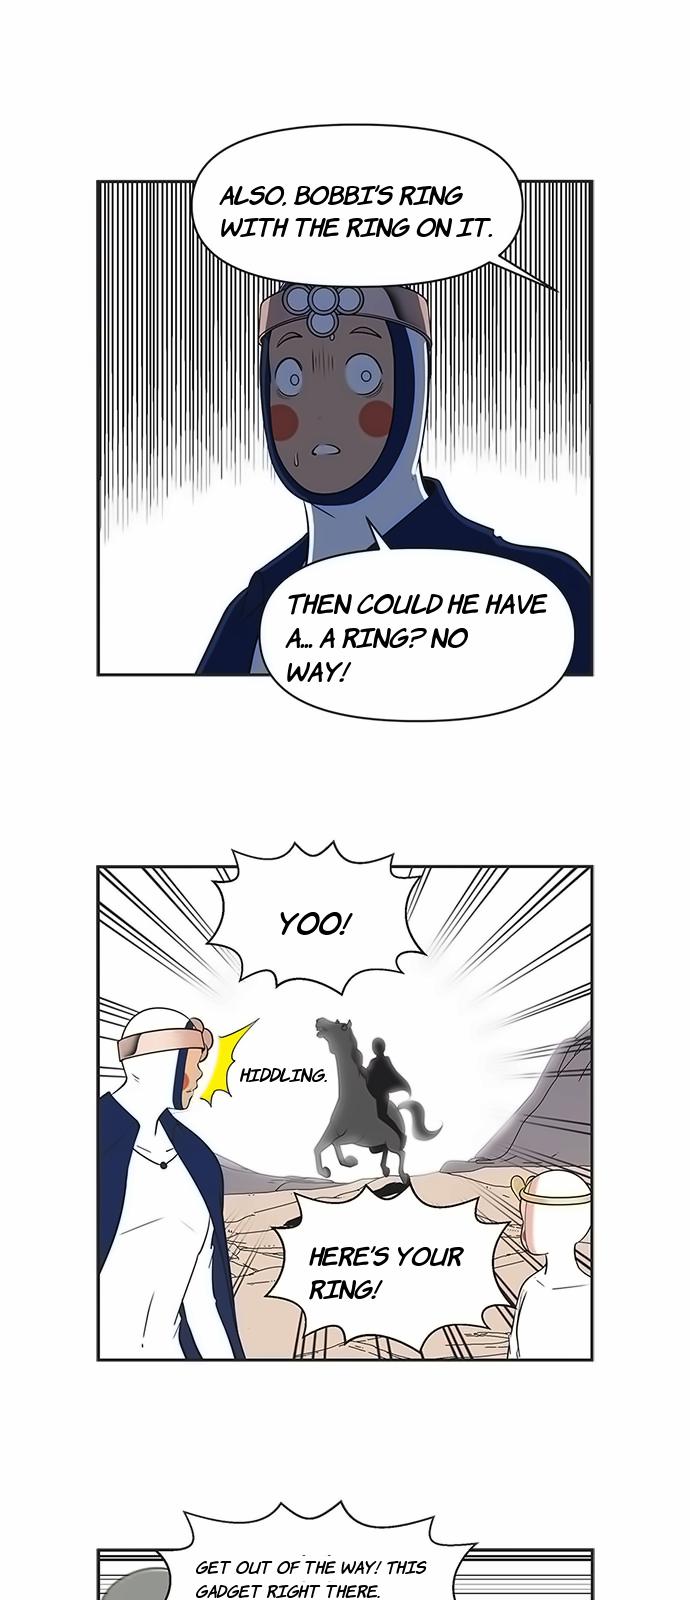 ALSO, BOBBI'S RING
WITH THE RING ON IT.
THEN COULD HE HAVE
A... A RING? NO
WAY!
YOO!
HIDDLING.
HERE'S YOUR
RING!
GET OUT OF THE WAY! THIS
GADGET RIGHT THERE.